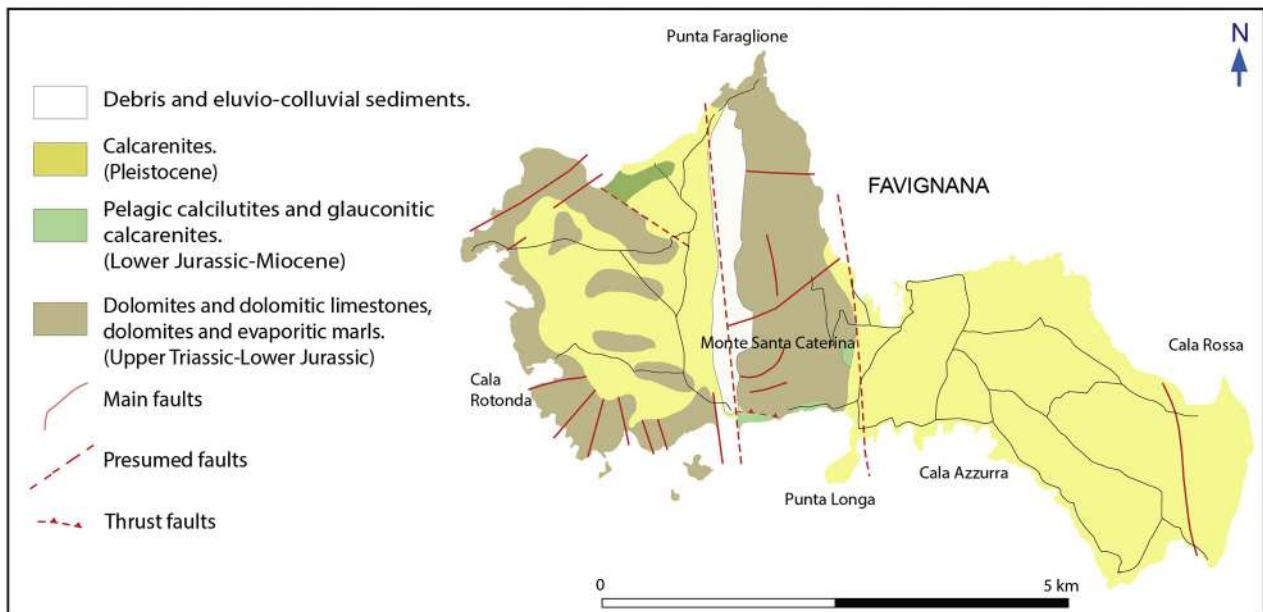 Punta Faraglione
N
Debris and eluvio-colluvial sediments.
Calcarenites.
(Pleistocene)
FAVIGNANA
Pelagic calcilutites and glauconitic
calcarenites.
(Lower Jurassic-Miocene)
Dolomites and dolomitic limestones,
dolomites and evaporitic marls.
(Upper Triassic-Lower Jurassic)
Monte Santa Caterina
Cala Rossa
Cala
Rotonda
Main faults
Presumed faults
Cala Azzurra
Punta Longa
Thrust faults
0
5 km